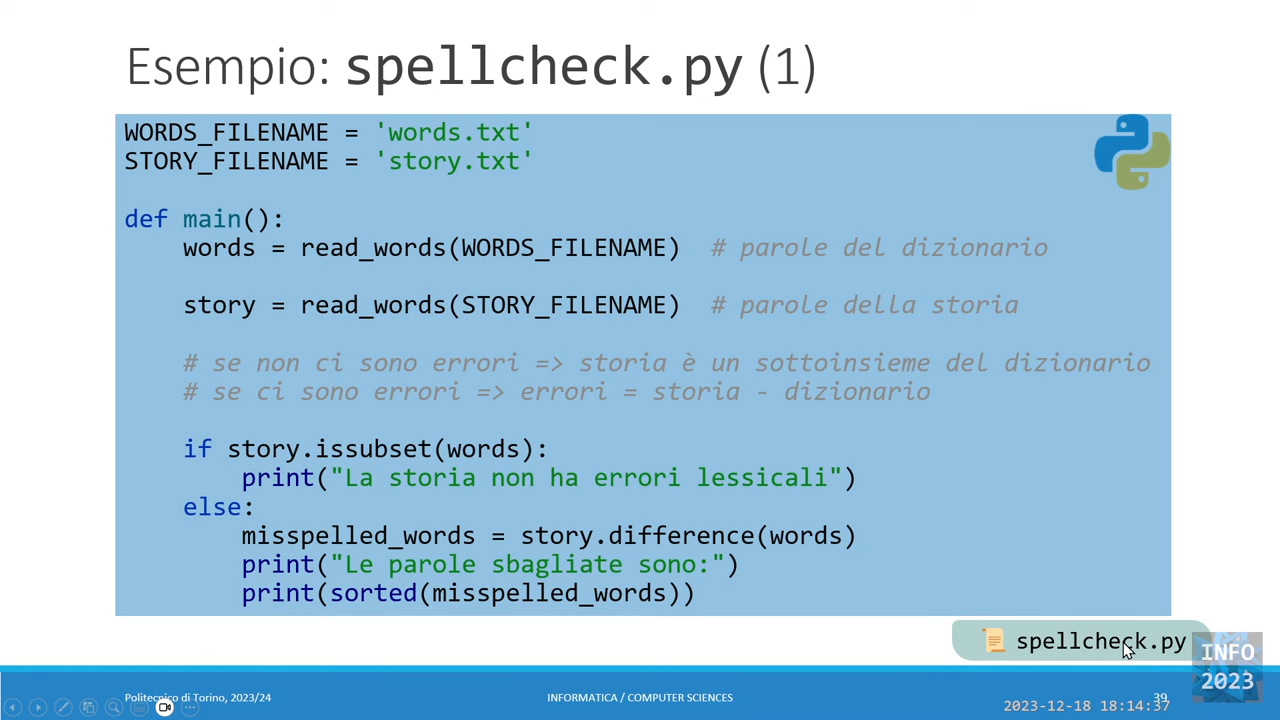 Esempio: spellcheck.py (1)
WORDS_FILENAME = 'words.txt'
STORY_FILENAME = 'story.txt'
def main():
    words = read_words(WORDS_FILENAME)  # parole del dizionario
    story = read_words(STORY_FILENAME)  # parole della storia
    # se non ci sono errori => storia è un sottoinsieme del dizionario
    # se ci sono errori => errori = storia - dizionario
    if story.issubset(words):
        print("La storia non ha errori lessicali")
    else:
        misspelled_words = story.difference(words)
        print("Le parole sbagliate sono:")
        print(sorted(misspelled_words))
spellcheck.py
INFO
2023
Politecnico di Torino, 2023/24
INFORMATICA / COMPUTER SCIENCES
39
2023-12-18 18:14:37